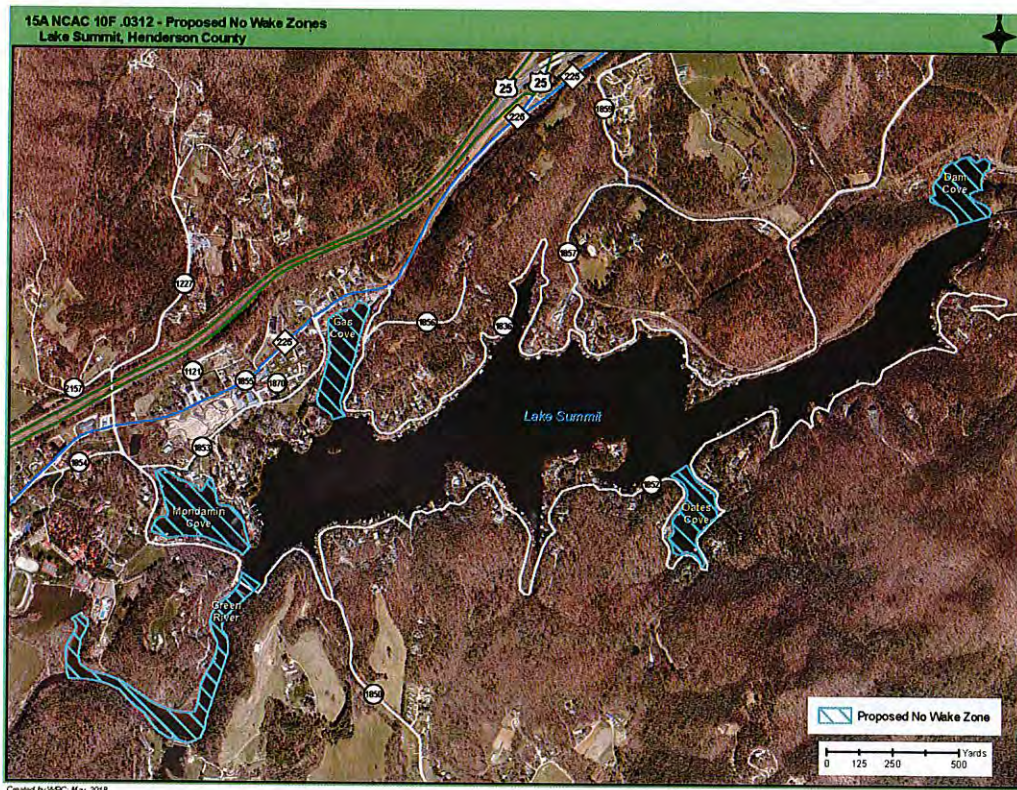 15A NCAC 10F .0312 - Proposed No Wake Zones
Lake Summit, Henderson County
25
25
225
225
1859
Dam
Cove
1857
1227
Gas
Cove
1856
1836
225
2157
1121
1855
1870
Lake Summit
1853
1854
1852
Mondamin
Cove
Oates
Cove
Green
River
1850
Proposed No Wake Zone
Yards
0 125 250 500
Created by WRC: May, 2018